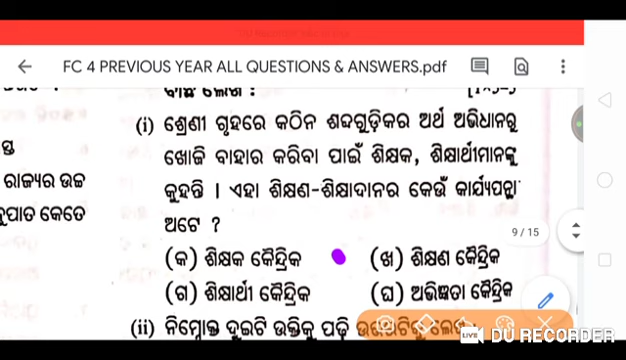 FC 4 PREVIOUS YEAR ALL QUESTIONS & ANSWERS.pdf
(i) ଶ୍ରେଣୀ ଗୃହରେ କଠିନ ଶବ୍ଦଗୁଡ଼ିକର ଅର୍ଥ ଅଭିଧାନରୁ
ଖୋଜି ବାହାର କରିବା ପାଇଁ ଶିକ୍ଷକ, ଶିକ୍ଷାର୍ଥୀମାନଙ୍କୁ
ରାଜ୍ୟର ଉଚ୍ଚ
କୁହନ୍ତି । ଏହା ଶିକ୍ଷଣ-ଶିକ୍ଷାଦାନର କେଉଁ କାର୍ଯ୍ୟପନ୍ଥା
ନୁପାତ କେତେ
ଅଟେ ?
9 / 15
(କ) ଶିକ୍ଷକ କୈନ୍ଦ୍ରିକ (ଖ) ଶିକ୍ଷଣ କୈନ୍ଦ୍ରିକ
(ଗ) ଶିକ୍ଷାର୍ଥୀ କୈନ୍ଦ୍ରିକ (ଘ) ଅଭିଜ୍ଞତା କୈନ୍ଦ୍ରିକ
(ii) ନିମ୍ନୋକ୍ତ ଦୁଇଟି ଉକ୍ତିକୁ ପଢ଼ି
LIVE DU RECORDER